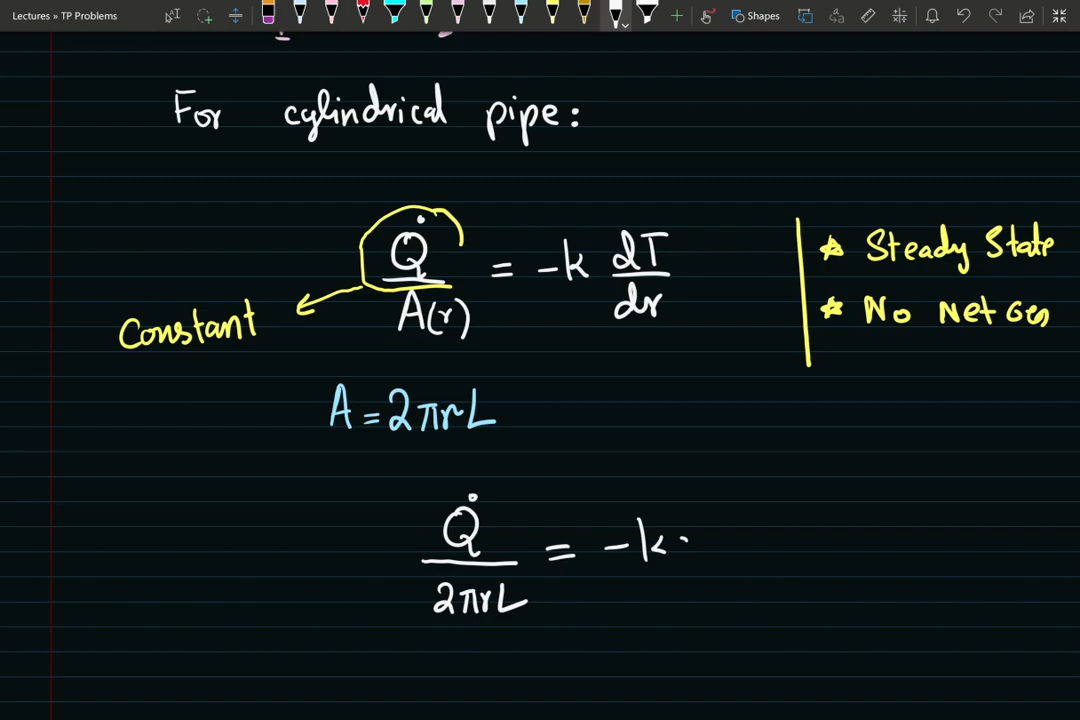 Lectures » TP Problems
Shapes
For cylindrical pipe:
Q̇ / A(r) = -k dT/dr
* Steady State
* No Net Gen
Constant
A = 2πrL
Q̇ / 2πrL = -k